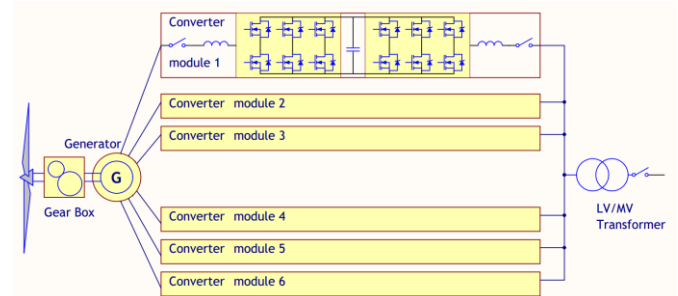 Converter
module 1
Converter module 2
Converter module 3
Generator
G
Gear Box
Converter module 4
Converter module 5
Converter module 6
LV/MV
Transformer